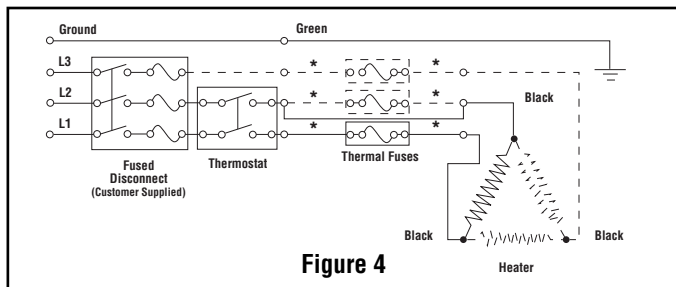 Ground
Green
L3
*
*
L2
*
*
Black
L1
*
*
Fused
Disconnect
(Customer Supplied)
Thermostat
Thermal Fuses
Black
Black
Figure 4
Heater